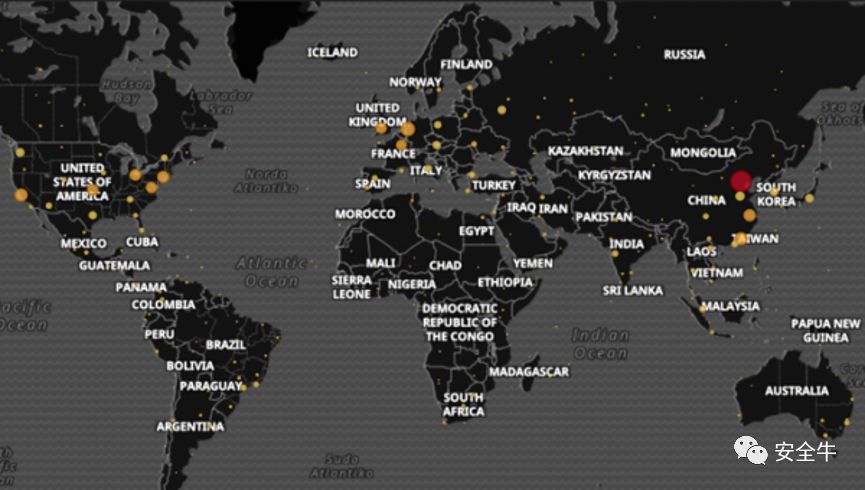 ICELAND
RUSSIA
FINLAND
NORWAY
Hudson
Bay
Labrador
Sea
Sea of
Okhots
UNITED
KINGDOM
FRANCE
KAZAKHSTAN
MONGOLIA
UNITED
STATES OF
AMERICA
Norda
Atlantiko
SPAIN
ITALY
TURKEY
KYRGYZSTAN
CHINA
SOUTH
KOREA
MOROCCO
IRAQ
IRAN
PAKISTAN
MEXICO
CUBA
EGYPT
INDIA
LAOS
TAIWAN
GUATEMALA
Atlantic
Ocean
MALI
CHAD
YEMEN
VIETNAM
PANAMA
SIERRA
LEONE
NIGERIA
ETHIOPIA
SRI LANKA
COLOMBIA
MALAYSIA
acific
Ocean
DEMOCRATIC
REPUBLIC OF
THE CONGO
PERU
BRAZIL
Indian
Ocean
PAPUA NEW
GUINEA
BOLIVIA
MADAGASCAR
PARAGUAY
SOUTH
AFRICA
AUSTRALIA
ARGENTINA
Suda
Atlantiko
安全牛